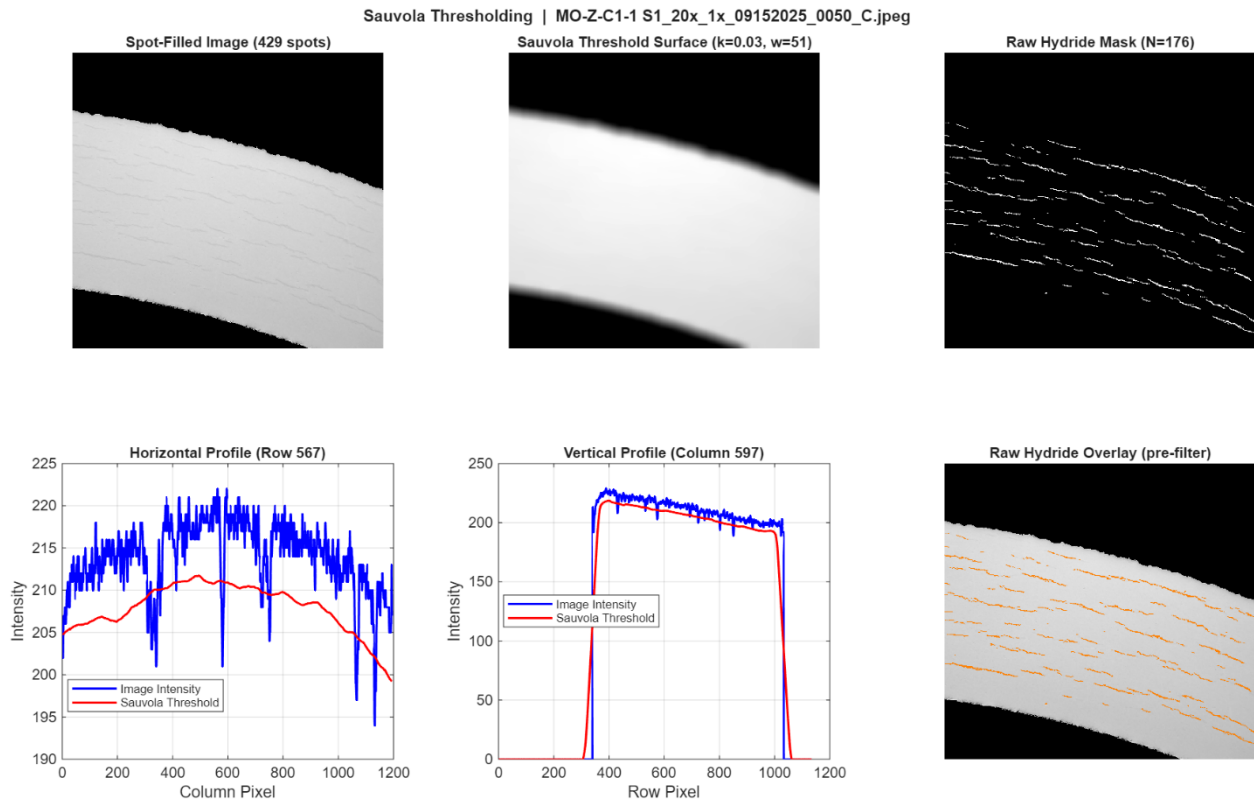 Sauvola Thresholding | MO-Z-C1-1 S1_20x_1x_09152025_0050_C.jpeg
Spot-Filled Image (429 spots)
Sauvola Threshold Surface (k=0.03, w=51)
Raw Hydride Mask (N=176)
Horizontal Profile (Row 567)
225
220
215
210
205
200
195
190
Intensity
Image Intensity
Sauvola Threshold
0
200
400
600
800
1000
1200
Column Pixel
Vertical Profile (Column 597)
250
200
150
100
50
0
Intensity
Image Intensity
Sauvola Threshold
0
200
400
600
800
1000
1200
Row Pixel
Raw Hydride Overlay (pre-filter)